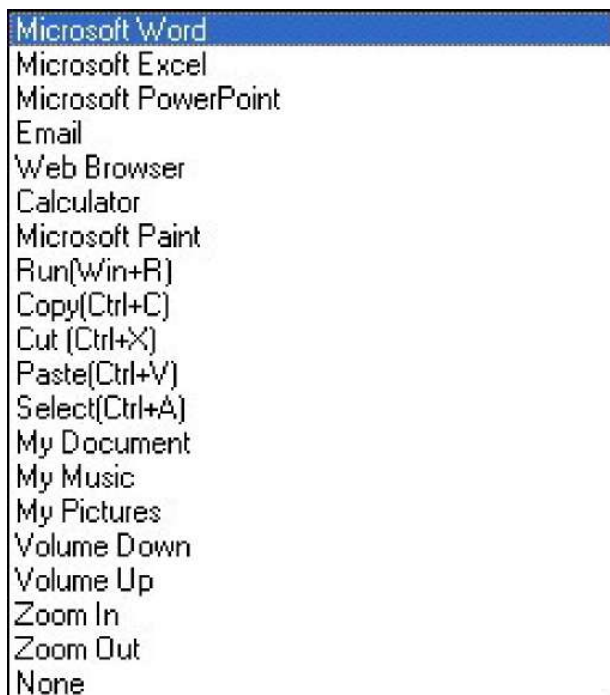 Microsoft Word
Microsoft Excel
Microsoft PowerPoint
Email
Web Browser
Calculator
Microsoft Paint
Run(Win+R)
Copy(Ctrl+C)
Cut (Ctrl+X)
Paste(Ctrl+V)
Select(Ctrl+A)
My Document
My Music
My Pictures
Volume Down
Volume Up
Zoom In
Zoom Out
None